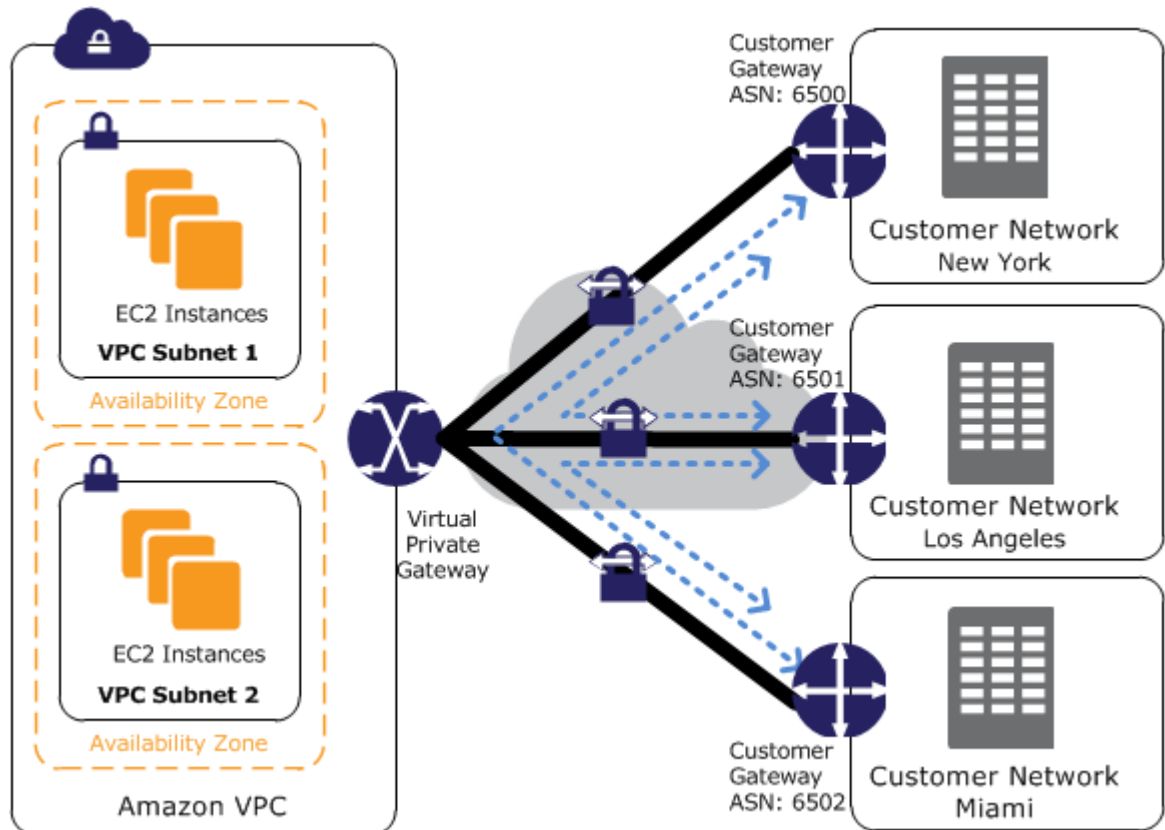 EC2 Instances
VPC Subnet 1
Availability Zone
EC2 Instances
VPC Subnet 2
Availability Zone
Amazon VPC
Virtual
Private
Gateway
Customer
Gateway
ASN: 6500
Customer Network
New York
Customer
Gateway
ASN: 6501
Customer Network
Los Angeles
Customer
Gateway
ASN: 6502
Customer Network
Miami